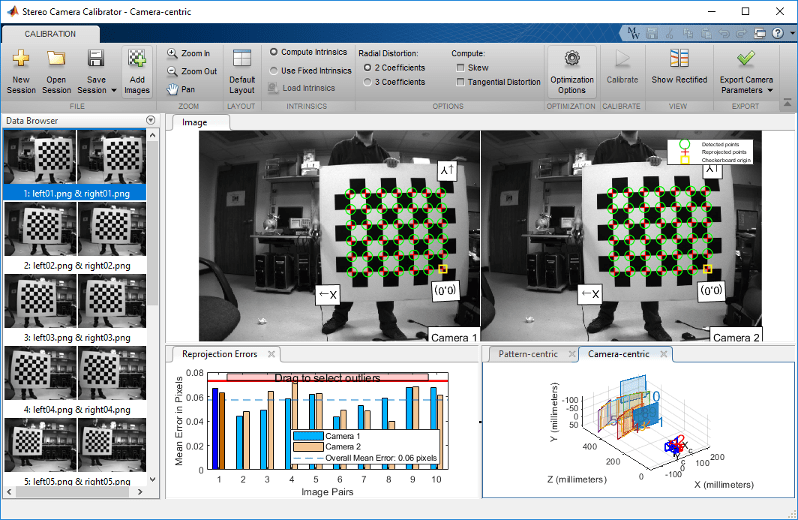 Stereo Camera Calibrator - Camera-centric
CALIBRATION
New Session
Open Session
Save Session
Add Images
FILE
Zoom In
Zoom Out
Pan
ZOOM
Default Layout
LAYOUT
Compute Intrinsics
Use Fixed Intrinsics
Load Intrinsics
INTRINSICS
Radial Distortion:
2 Coefficients
3 Coefficients
Compute:
Skew
Tangential Distortion
OPTIONS
Optimization Options
OPTIMIZATION
Calibrate
CALIBRATE
Show Rectified
VIEW
Export Camera Parameters
EXPORT
Data Browser
1: left01.png & right01.png
2: left02.png & right02.png
3: left03.png & right03.png
4: left04.png & right04.png
5: left05.png & right05.png
Image
Detected points
Reprojected points
Checkerboard origin
↑Y
←X
(0,0)
Camera 1
↑Y
←X
(0,0)
Camera 2
Reprojection Errors
Drag to select outliers
Mean Error in Pixels
0.08
0.06
0.04
0.02
0
Camera 1
Camera 2
Overall Mean Error: 0.06 pixels
1 2 3 4 5 6 7 8 9 10
Image Pairs
Pattern-centric
Camera-centric
Y (millimeters)
-100
-50
0
50
400
200
0
Z (millimeters)
-100
0
100
200
X (millimeters)